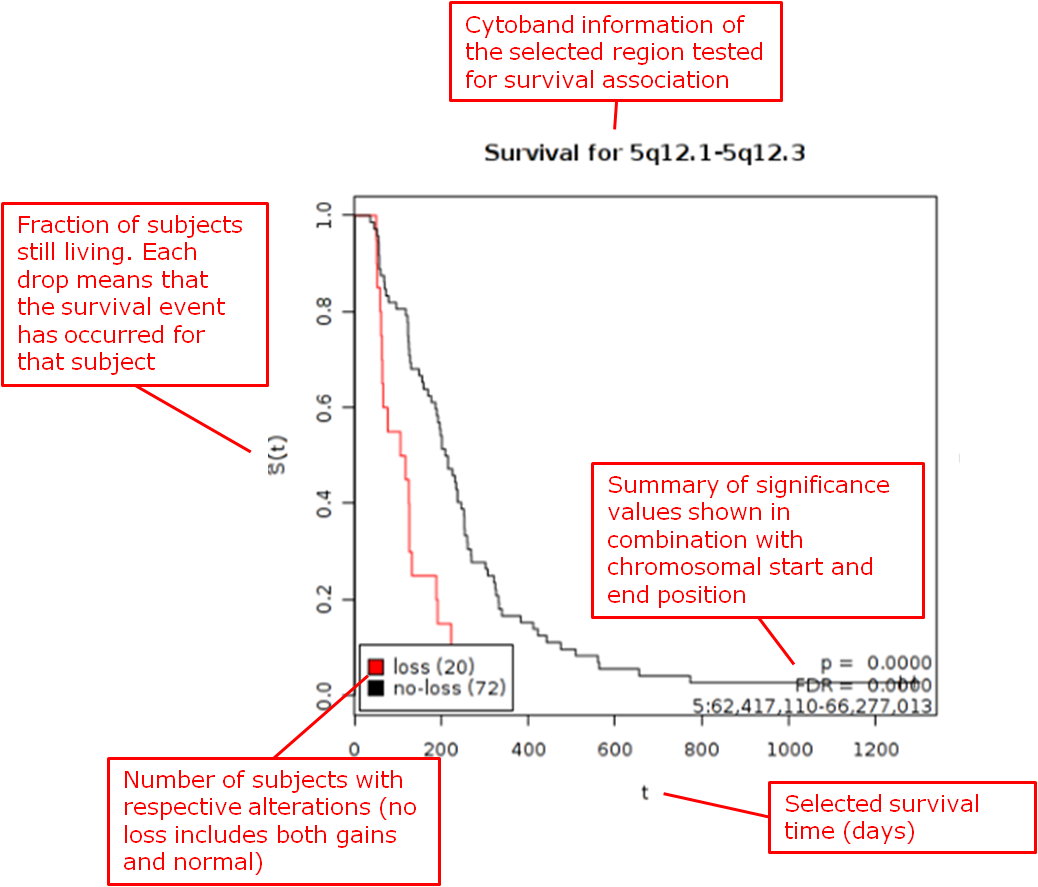 Cytoband information of
the selected region tested
for survival association
Survival for 5q12.1-5q12.3
Fraction of subjects
still living. Each
drop means that
the survival event
has occurred for
that subject
1.0
0.8
0.6
0.4
0.2
0.0
S(t)
Summary of significance
values shown in
combination with
chromosomal start and
end position
loss (20)
no-loss (72)
p = 0.0000
FDR = 0.0000
5:62,417,110-66,277,013
0 200 400 600 800 1000 1200
t
Number of subjects with
respective alterations (no
loss includes both gains
and normal)
Selected survival
time (days)